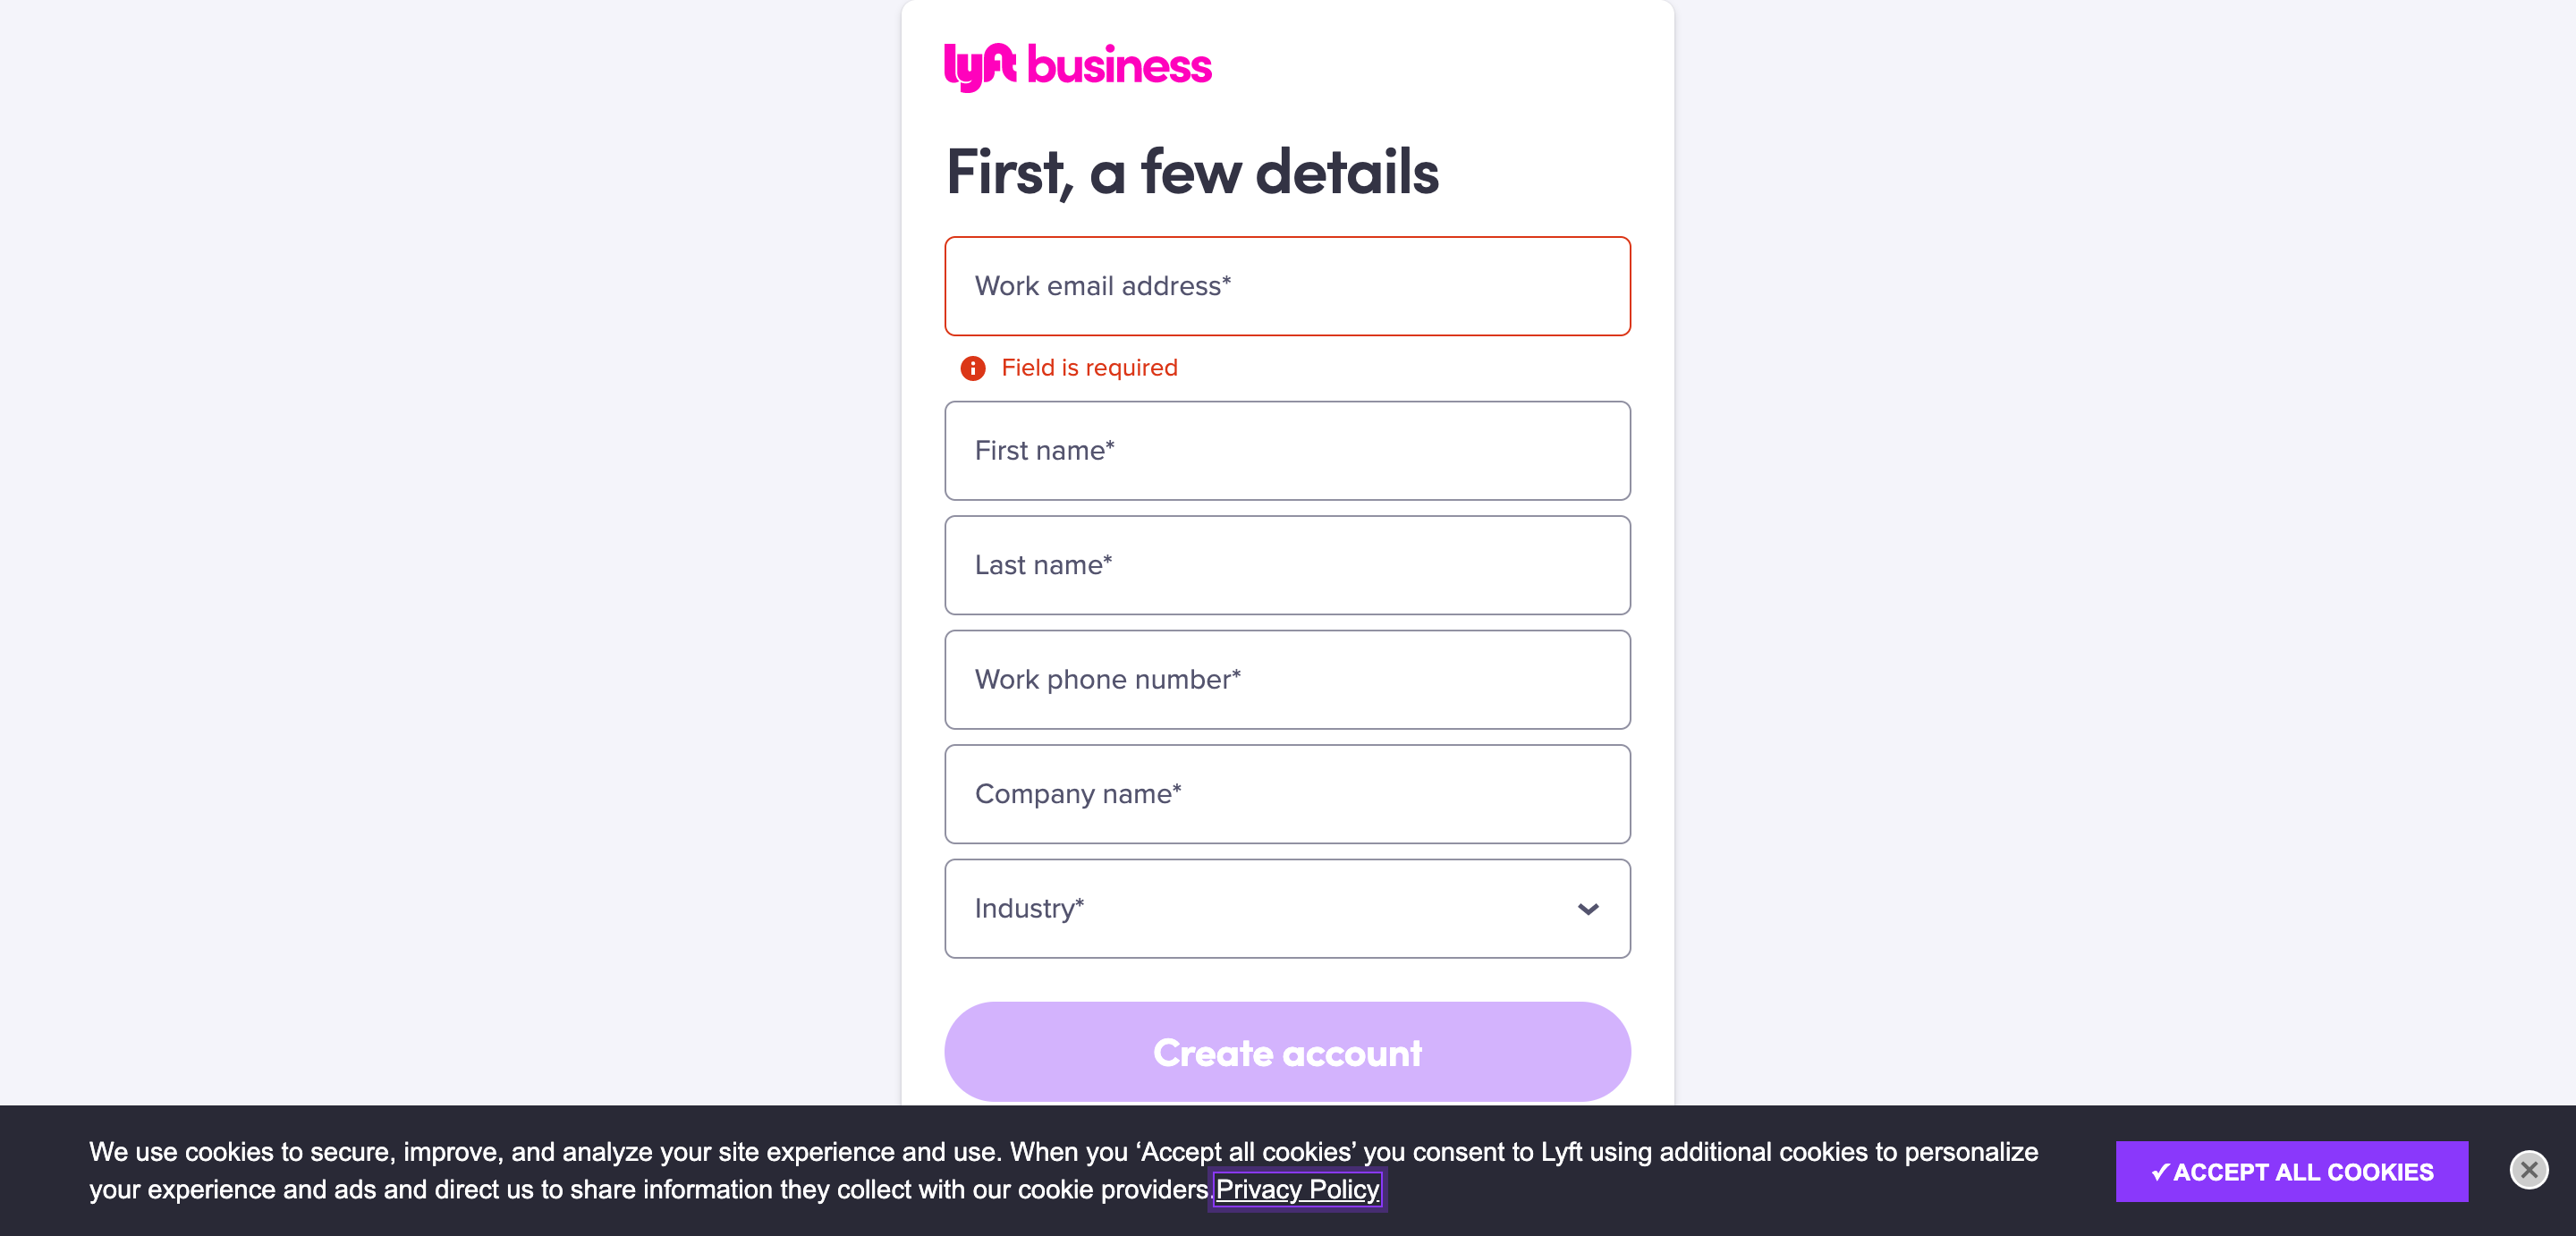 lyft business
First, a few details
Work email address*
Field is required
First name*
Last name*
Work phone number*
Company name*
Industry*
Create account
We use cookies to secure, improve, and analyze your site experience and use. When you ‘Accept all cookies’ you consent to Lyft using additional cookies to personalize
your experience and ads and direct us to share information they collect with our cookie providers. Privacy Policy
✓ACCEPT ALL COOKIES